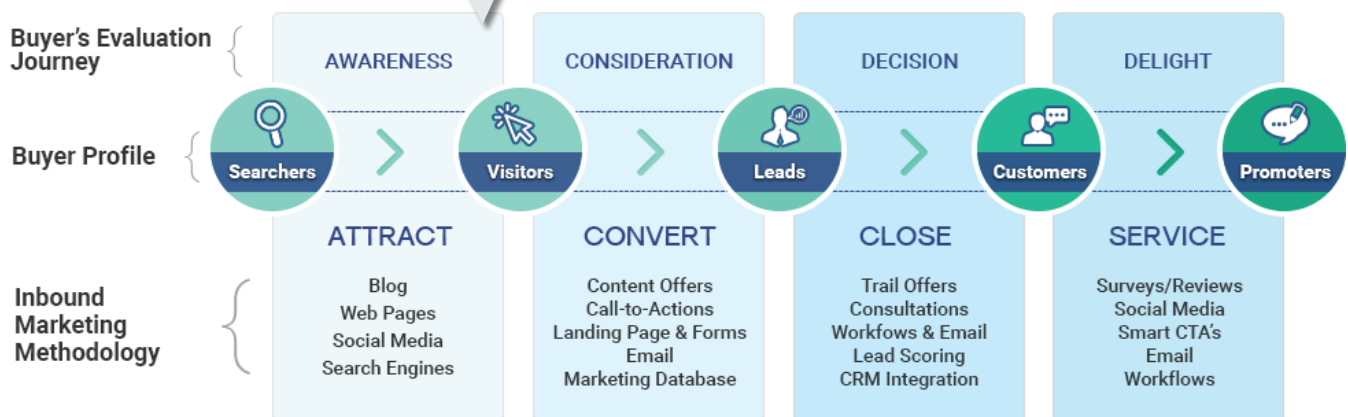 Buyer's Evaluation
Journey
AWARENESS
CONSIDERATION
DECISION
DELIGHT
Buyer Profile
Searchers
Visitors
Leads
Customers
Promoters
Inbound
Marketing
Methodology
ATTRACT
Blog
Web Pages
Social Media
Search Engines
CONVERT
Content Offers
Call-to-Actions
Landing Page & Forms
Email
Marketing Database
CLOSE
Trail Offers
Consultations
Workfows & Email
Lead Scoring
CRM Integration
SERVICE
Surveys/Reviews
Social Media
Smart CTA's
Email
Workflows